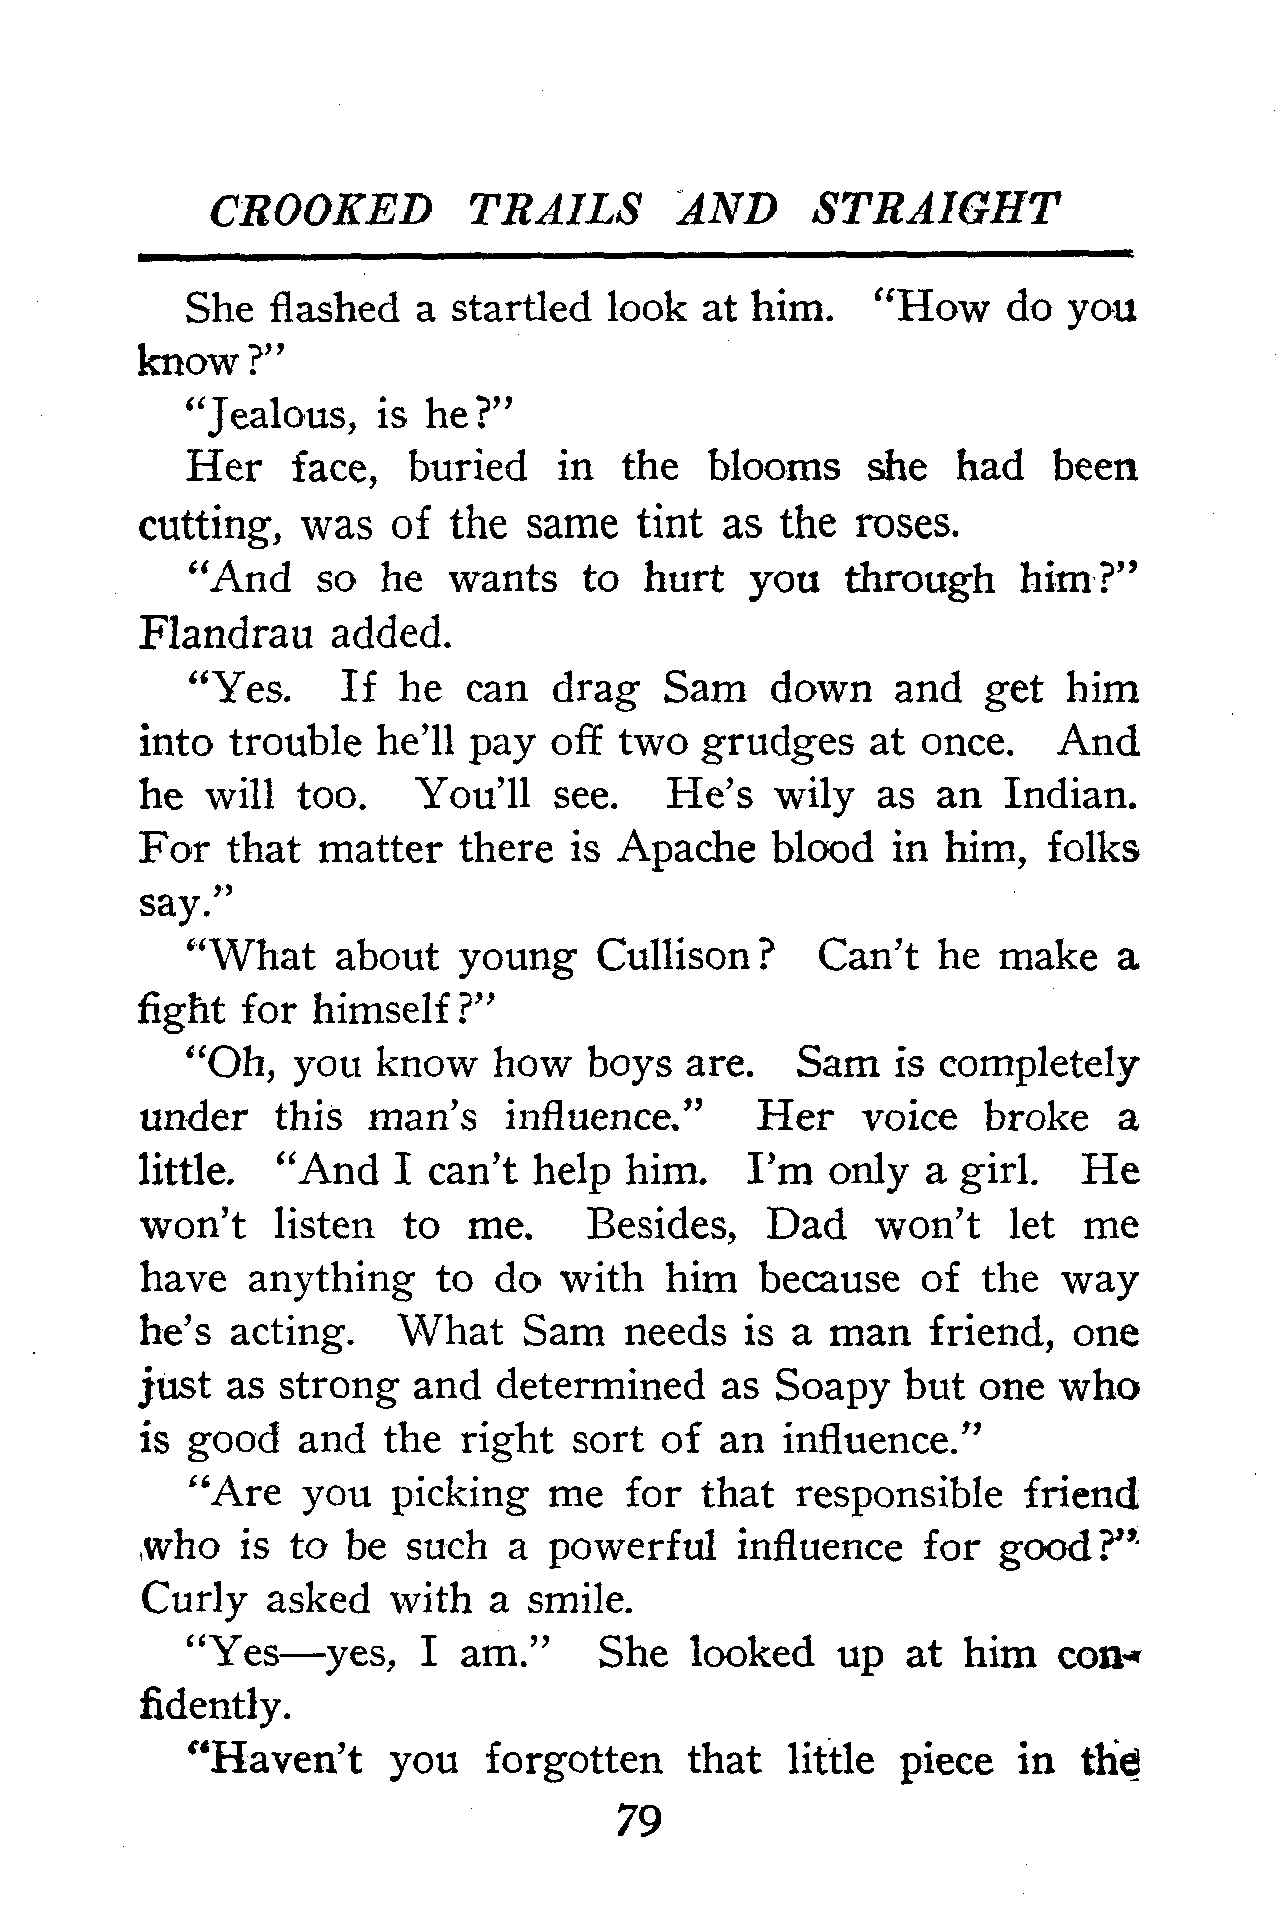 CROOKED TRAILS AND STRAIGHT
She flashed a startled look at him. “How do you
know?”
“Jealous, is he?”
Her face, buried in the blooms she had been
cutting, was of the same tint as the roses.
“And so he wants to hurt you through him?”
Flandrau added.
“Yes. If he can drag Sam down and get him
into trouble he’ll pay off two grudges at once. And
he will too. You’ll see. He’s wily as an Indian.
For that matter there is Apache blood in him, folks
say.”
“What about young Cullison? Can’t he make a
fight for himself?”
“Oh, you know how boys are. Sam is completely
under this man’s influence.” Her voice broke a
little. “And I can’t help him. I’m only a girl. He
won’t listen to me. Besides, Dad won’t let me
have anything to do with him because of the way
he’s acting. What Sam needs is a man friend, one
just as strong and determined as Soapy but one who
is good and the right sort of an influence.”
“Are you picking me for that responsible friend
who is to be such a powerful influence for good?”
Curly asked with a smile.
“Yes—yes, I am.” She looked up at him con-
fidently.
“Haven’t you forgotten that little piece in the
79